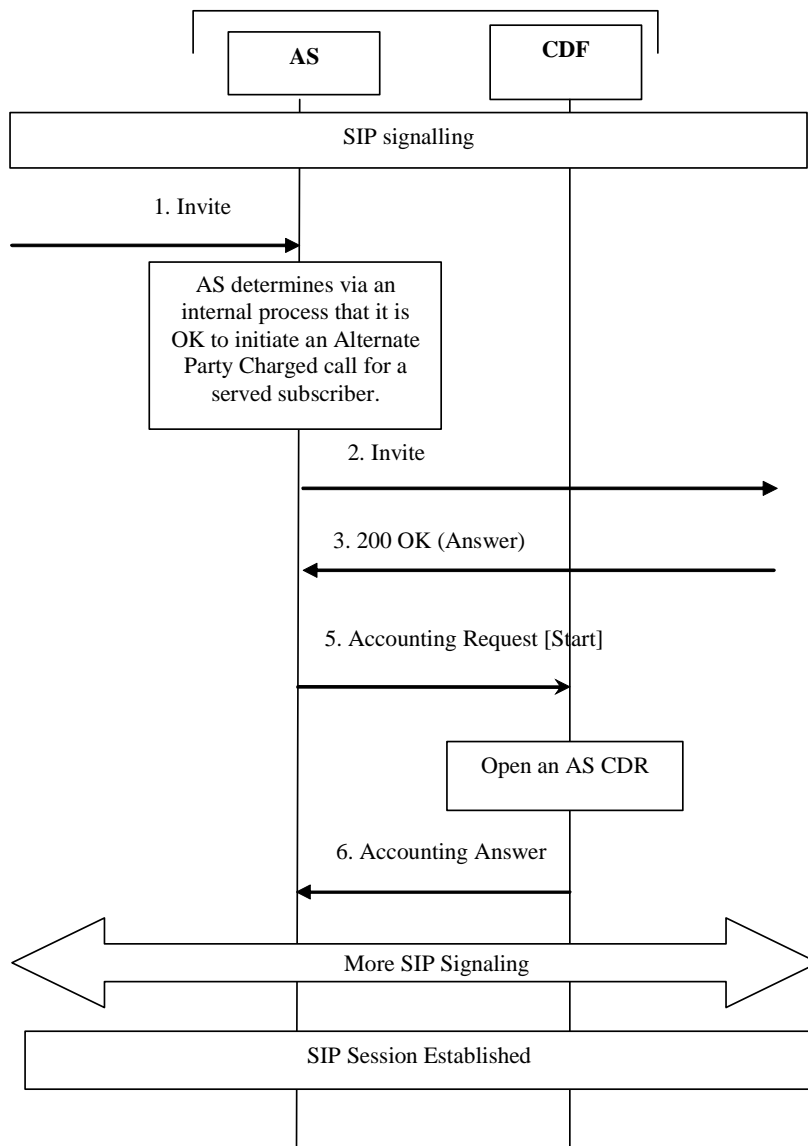 AS
CDF
SIP signalling
1. Invite
AS determines via an
internal process that it is
OK to initiate an Alternate
Party Charged call for a
served subscriber.
2. Invite
3. 200 OK (Answer)
5. Accounting Request [Start]
Open an AS CDR
6. Accounting Answer
More SIP Signaling
SIP Session Established